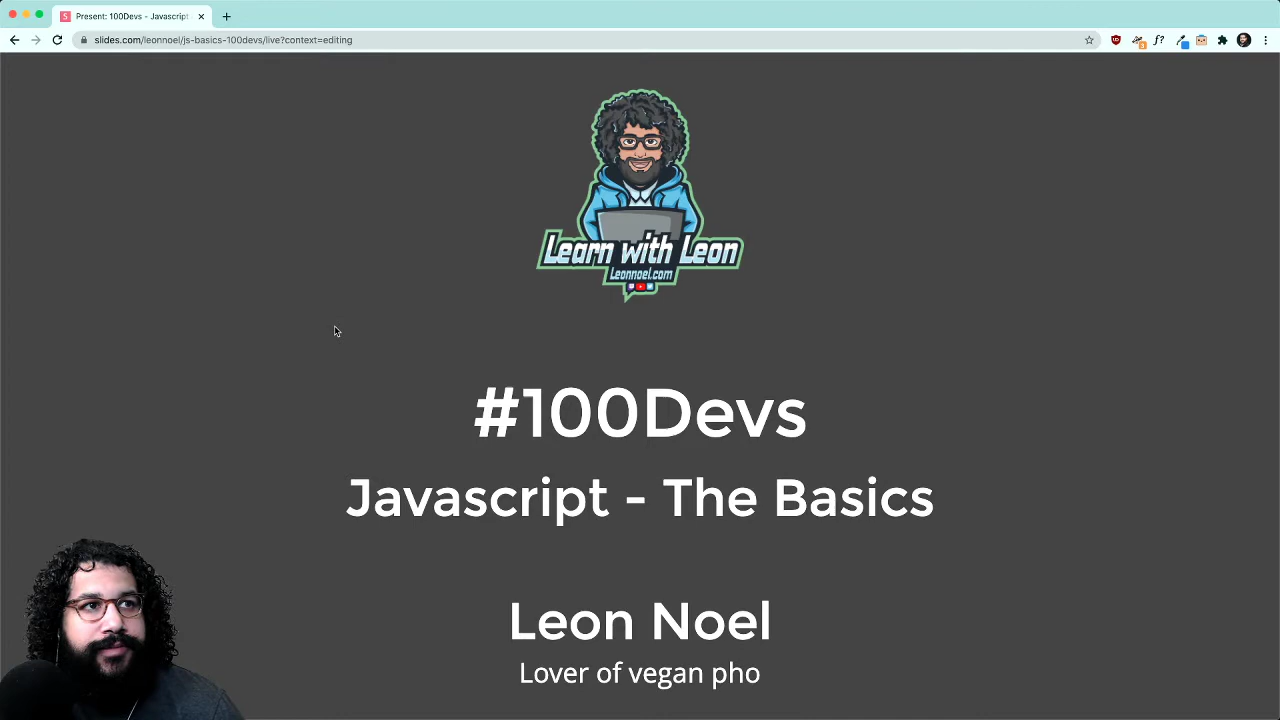 Present: 100Devs - Javascript
slides.com/leonnoel/js-basics-100devs/live?context=editing
Learn with Leon
Leonnoel.com
#100Devs
Javascript - The Basics
Leon Noel
Lover of vegan pho